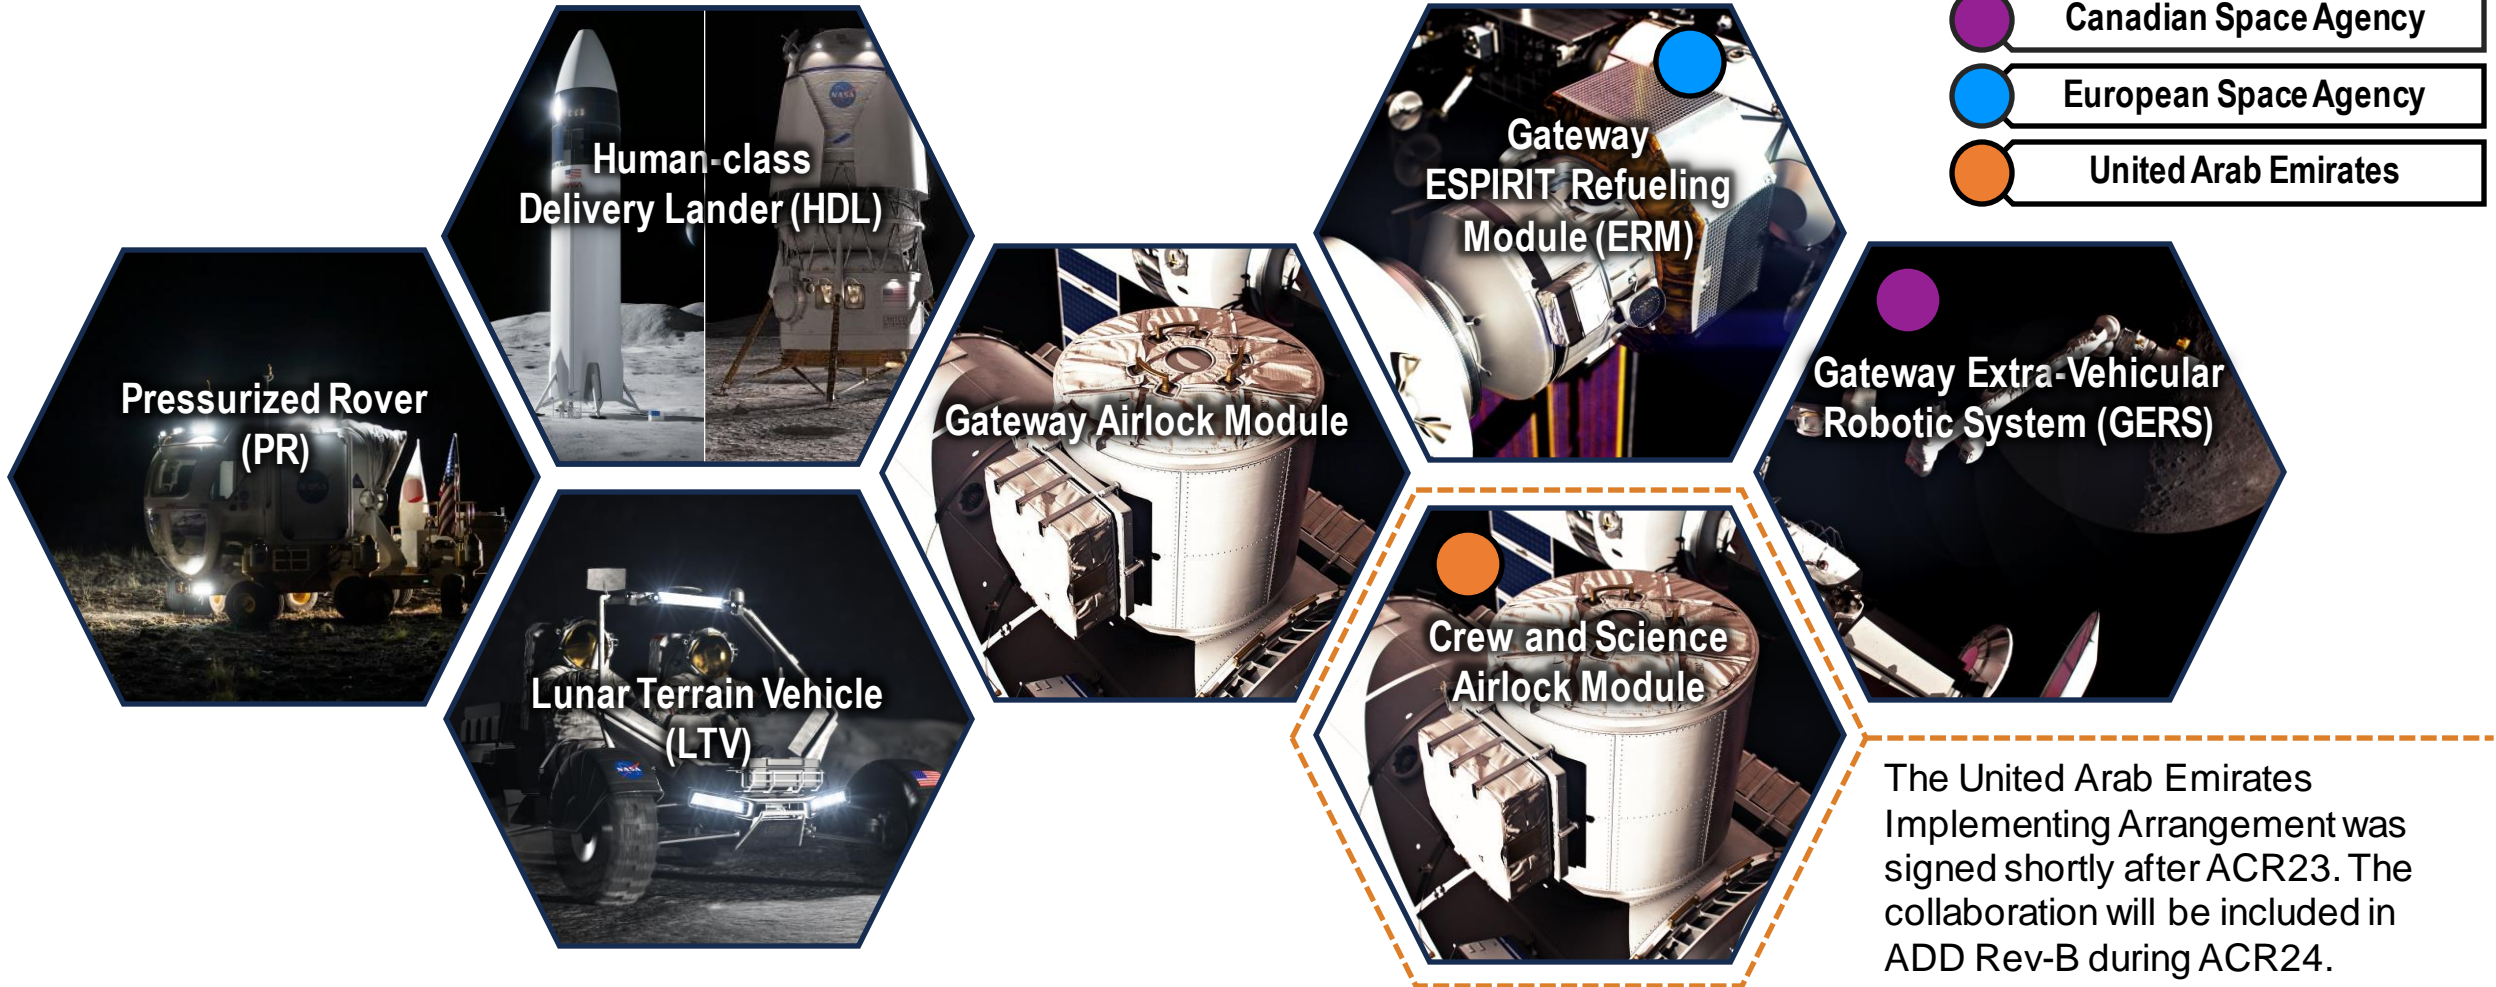 Canadian Space Agency
European Space Agency
United Arab Emirates
Human-class
Delivery Lander (HDL)
Gateway
ESPIRIT Refueling
Module (ERM)
Pressurized Rover
(PR)
Gateway Airlock Module
Gateway Extra-Vehicular
Robotic System (GERS)
Lunar Terrain Vehicle
(LTV)
Crew and Science
Airlock Module
The United Arab Emirates
Implementing Arrangement was
signed shortly after ACR23. The
collaboration will be included in
ADD Rev-B during ACR24.
NASA
NASA